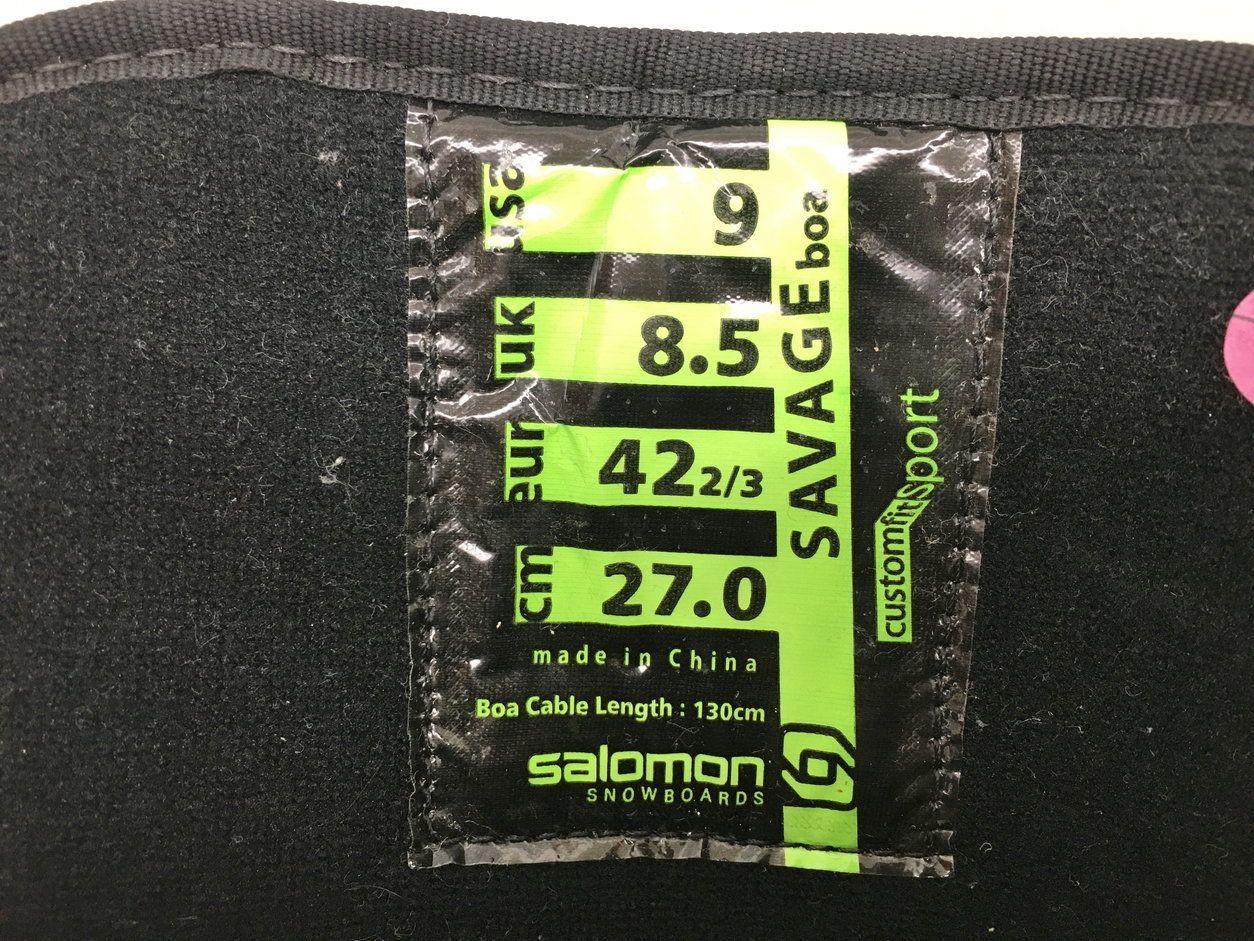 usa 9
uk 8.5
eur 42 2/3
cm 27.0
made in China
Boa Cable Length : 130cm
salomon
SNOWBOARDS
SAVAGE boa
customfitsport